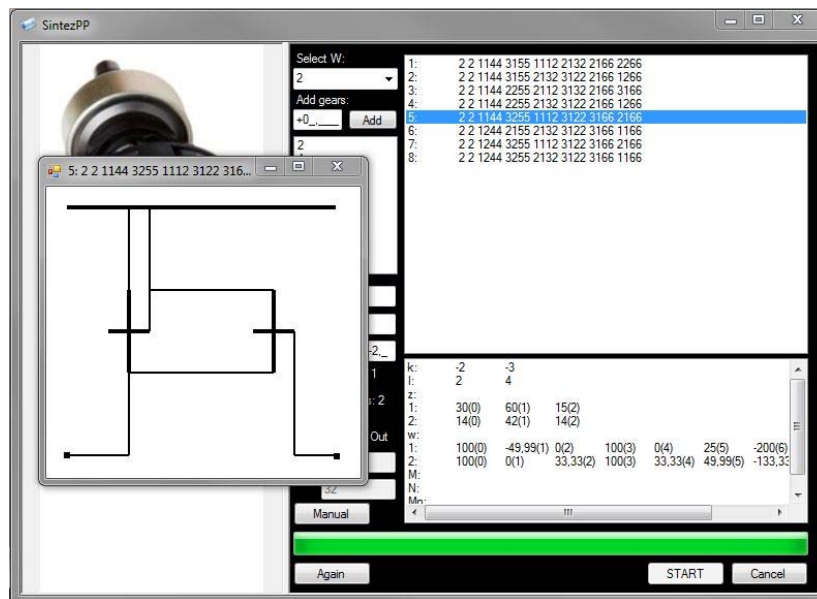 SintezPP
Select W:
2
Add gears:
+0_.___ Add
2
1: 2 2 1144 3155 1112 2132 2166 2266
2: 2 2 1144 3155 2132 3122 2166 1266
3: 2 2 1144 2255 2112 3132 2166 3166
4: 2 2 1144 2255 2132 3122 2166 1266
5: 2 2 1144 3255 1112 3122 3166 2166
6: 2 2 1244 2155 2132 3122 3166 1166
7: 2 2 1244 3255 1112 3122 3166 2166
8: 2 2 1244 3255 2132 3122 3166 1166
5: 2 2 1144 3255 1112 3122 316...
-2,_
1
s: 2
Out
32
Manual
k: -2 -3
l: 2 4
z:
1: 30(0) 60(1) 15(2)
2: 14(0) 42(1) 14(2)
w:
1: 100(0) -49,99(1) 0(2) 100(3) 0(4) 25(5) -200(6)
2: 100(0) 0(1) 33,33(2) 100(3) 33,33(4) 49,99(5) -133,33
M:
N:
Mn:
Again START Cancel